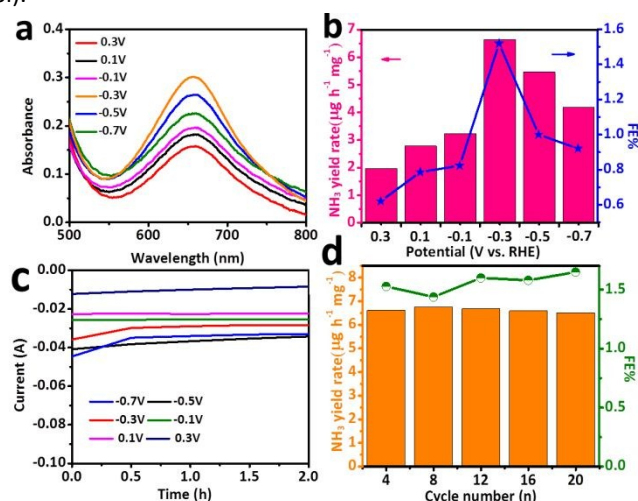 a
0.3V
0.1V
-0.1V
-0.3V
-0.5V
-0.7V
Absorbance
0.4
0.3
0.2
0.1
0.0
500
600
700
800
Wavelength (nm)
b
NH₃ yield rate(μg h⁻¹ mg⁻¹
7
6
5
4
3
2
1
0
FE%
1.6
1.4
1.2
1.0
0.8
0.6
0.3
0.1
-0.1
-0.3
-0.5
-0.7
Potential (V vs. RHE)
c
Current (A)
0.00
-0.02
-0.04
-0.06
-0.08
-0.10
-0.7V
-0.5V
-0.3V
-0.1V
0.1V
0.3V
0.0
0.5
1.0
1.5
2.0
Time (h)
d
NH₃ yield rate(μg h⁻¹ mg⁻¹
8
7
6
5
4
3
2
1
0
FE%
1.5
1.0
0.5
0.0
4
8
12
16
20
Cycle number (n)